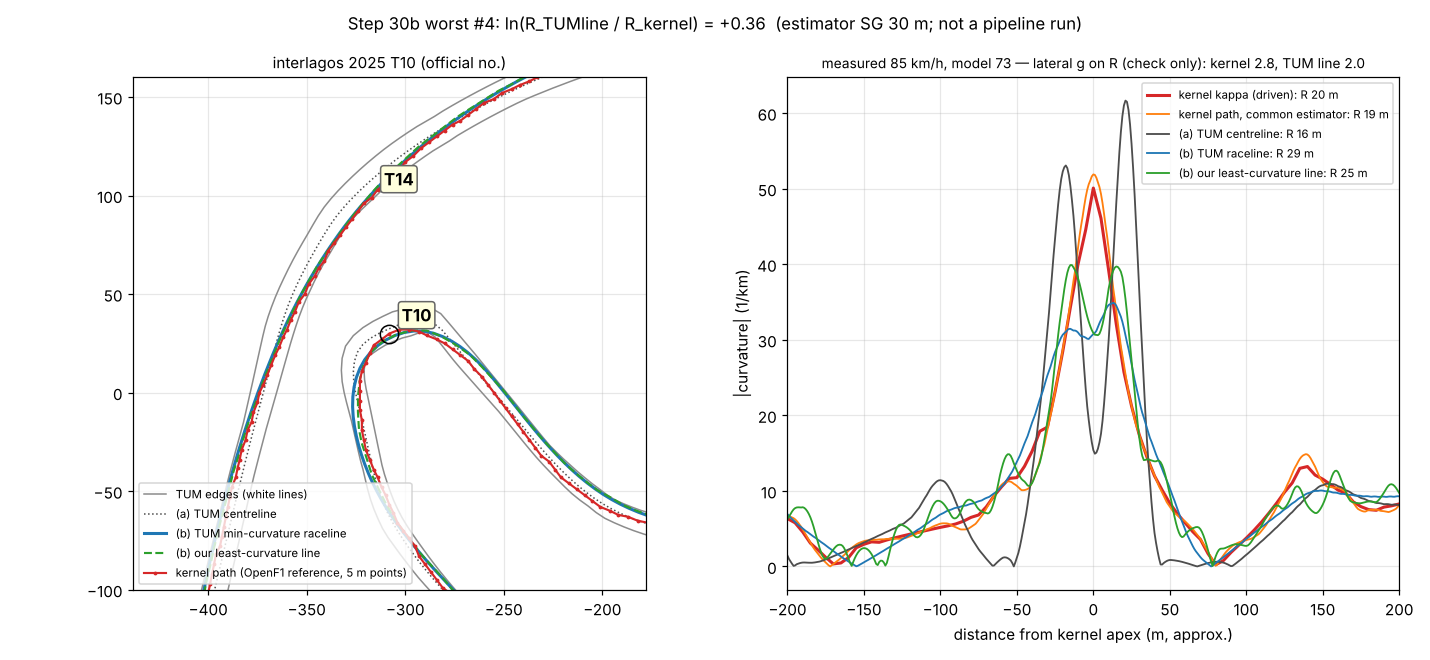 Step 30b worst #4: ln(R_TUMline / R_kernel) = +0.36  (estimator SG 30 m; not a pipeline run)
interlagos 2025 T10 (official no.)
150
100
50
0
−50
−100
−400
−300
−250
−200
−350
T14
T10
TUM edges (white lines)
(a) TUM centreline
(b) TUM min-curvature raceline
(b) our least-curvature line
kernel path (OpenF1 reference, 5 m points)
measured 85 km/h, model 73 — lateral g on R (check only): kernel 2.8, TUM line 2.0
kernel kappa (driven): R 20 m
kernel path, common estimator: R 19 m
(a) TUM centreline: R 16 m
(b) TUM raceline: R 29 m
(b) our least-curvature line: R 25 m
|curvature| (1/km)
60
50
40
30
20
10
0
−200
−150
−100
−50
0
50
100
150
200
distance from kernel apex (m, approx.)